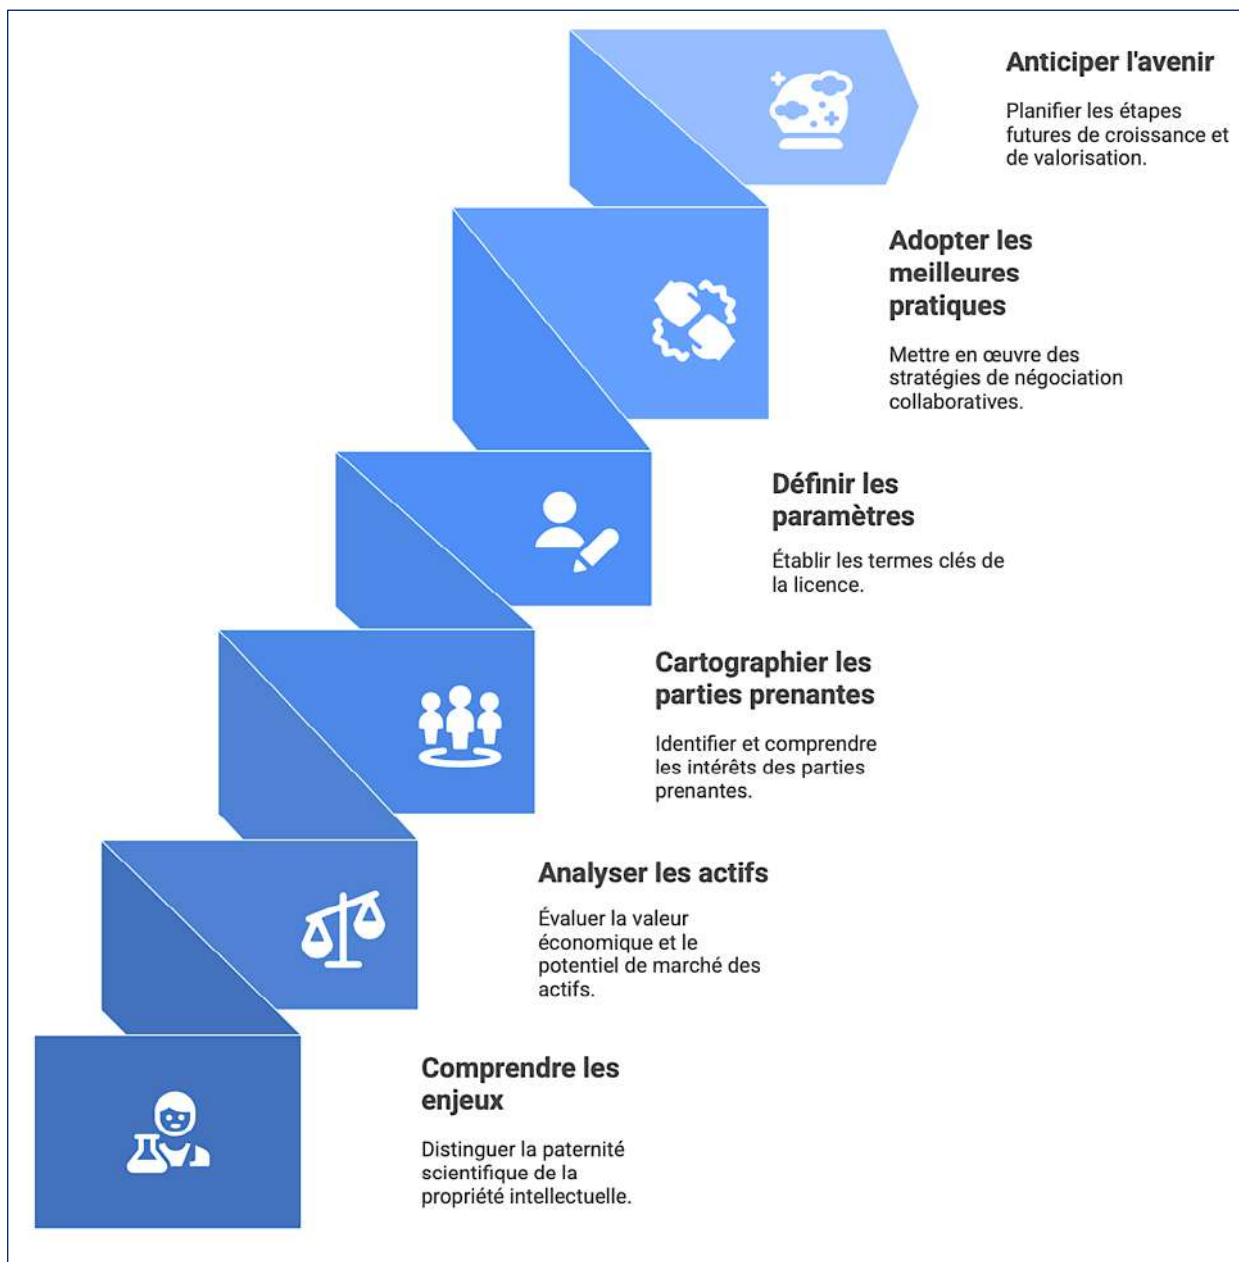 Anticiper l'avenir
Planifier les étapes
futures de croissance et
de valorisation.
Adopter les
meilleures
pratiques
Mettre en œuvre des
stratégies de négociation
collaboratives.
Définir les
paramètres
Établir les termes clés de
la licence.
Cartographier les
parties prenantes
Identifier et comprendre
les intérêts des parties
prenantes.
Analyser les actifs
Évaluer la valeur
économique et le
potentiel de marché des
actifs.
Comprendre les
enjeux
Distinguer la paternité
scientifique de la
propriété intellectuelle.